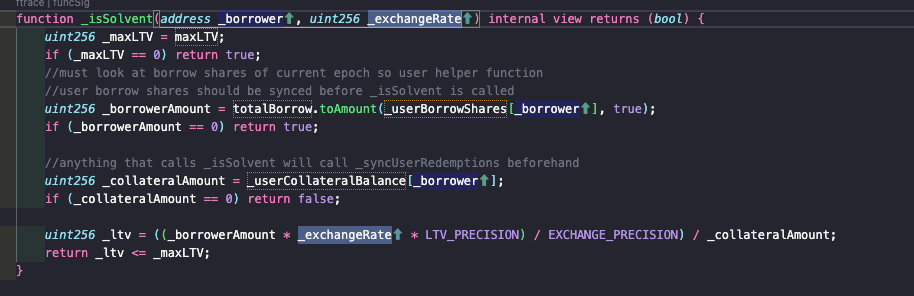 ftrace | funcSig
function _isSolvent(address _borrower↑, uint256 _exchangeRate↑) internal view returns (bool) {
uint256 _maxLTV = maxLTV;
if (_maxLTV == 0) return true;
//must look at borrow shares of current epoch so user helper function
//user borrow shares should be synced before _isSolvent is called
uint256 _borrowerAmount = totalBorrow.toAmount(_userBorrowShares[_borrower↑], true);
if (_borrowerAmount == 0) return true;
//anything that calls _isSolvent will call _syncUserRedemptions beforehand
uint256 _collateralAmount = _userCollateralBalance[_borrower↑];
if (_collateralAmount == 0) return false;
uint256 _ltv = ((_borrowerAmount * _exchangeRate↑ * LTV_PRECISION) / EXCHANGE_PRECISION) / _collateralAmount;
return _ltv <= _maxLTV;
}